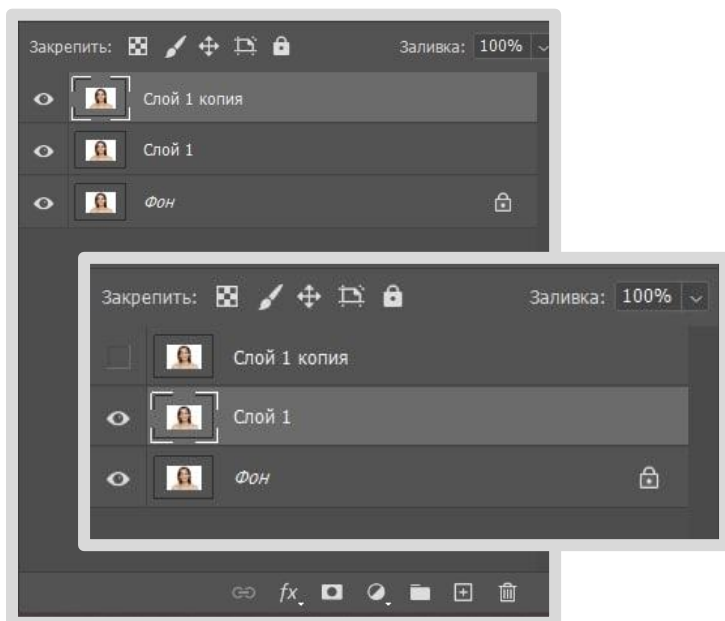 Закрепить: Заливка: 100%
Слой 1 копия
Слой 1
Фон
Закрепить: Заливка: 100%
Слой 1 копия
Слой 1
Фон
fx